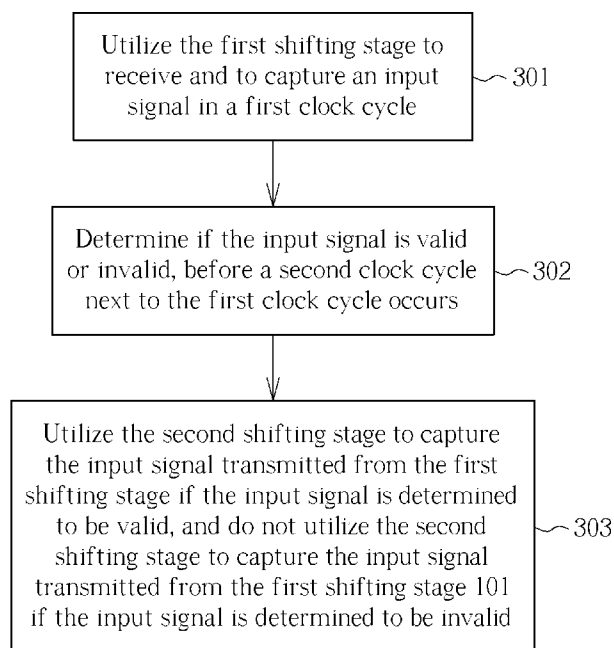 Utilize the first shifting stage to
receive and to capture an input
signal in a first clock cycle
301
Determine if the input signal is valid
or invalid, before a second clock cycle
next to the first clock cycle occurs
302
Utilize the second shifting stage to capture
the input signal transmitted from the first
shifting stage if the input signal is determined
to be valid, and do not utilize the second
shifting stage to capture the input signal
transmitted from the first shifting stage 101
if the input signal is determined to be invalid
303